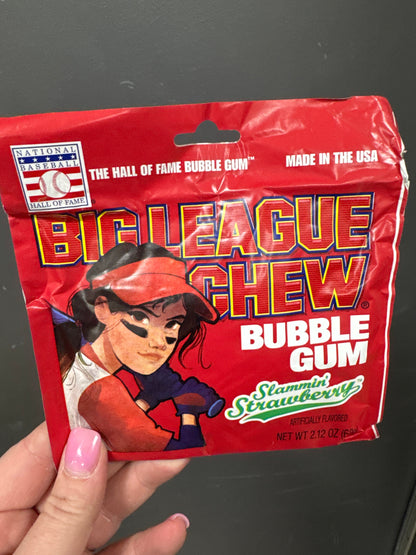 NATIONAL
BASEBALL
HALL OF FAME
THE HALL OF FAME BUBBLE GUM™
MADE IN THE USA
BIG LEAGUE
CHEW®
BUBBLE
GUM
Slammin'
Strawberry
ARTIFICIALLY FLAVORED
NET WT 2.12 OZ